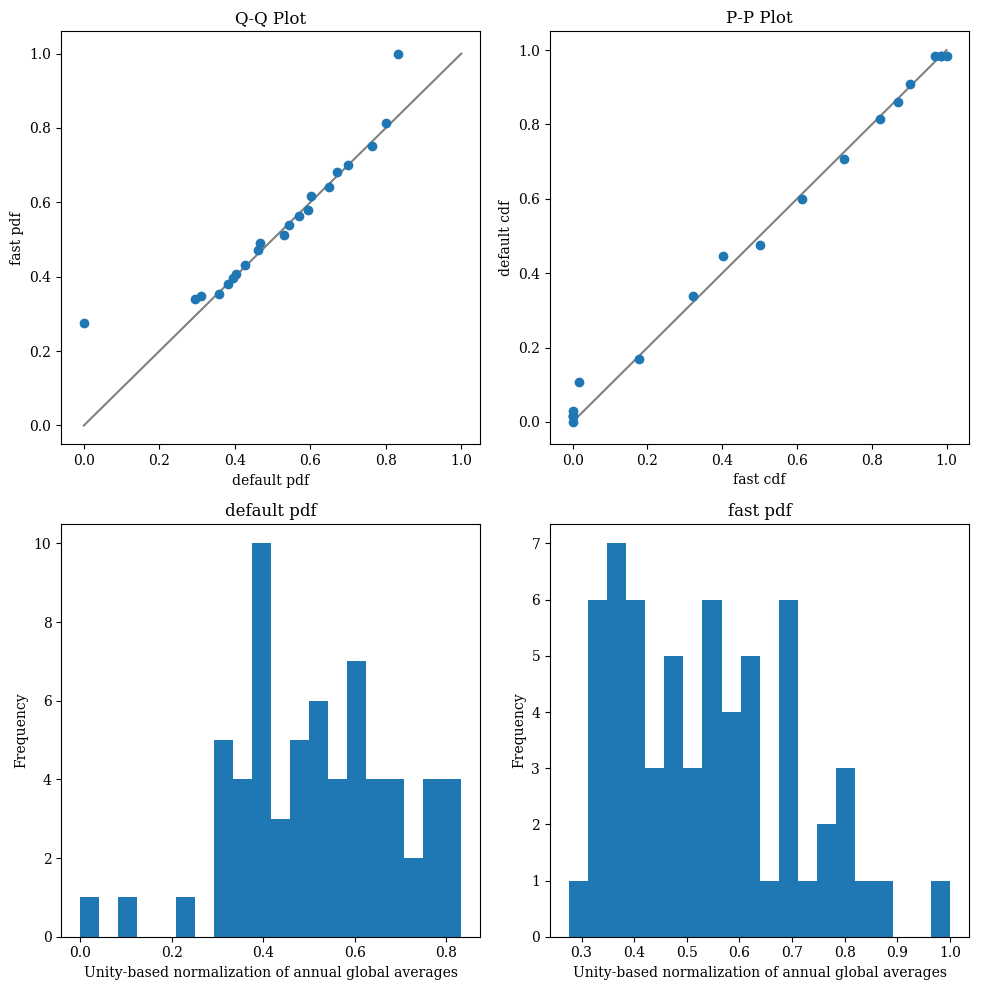 Q-Q Plot
fast pdf
1.0
0.8
0.6
0.4
0.2
0.0
0.0 0.2 0.4 0.6 0.8 1.0
default pdf
P-P Plot
default cdf
1.0
0.8
0.6
0.4
0.2
0.0
0.0 0.2 0.4 0.6 0.8 1.0
fast cdf
default pdf
Frequency
10
8
6
4
2
0
0.0 0.2 0.4 0.6 0.8
Unity-based normalization of annual global averages
fast pdf
Frequency
7
6
5
4
3
2
1
0
0.3 0.4 0.5 0.6 0.7 0.8 0.9 1.0
Unity-based normalization of annual global averages